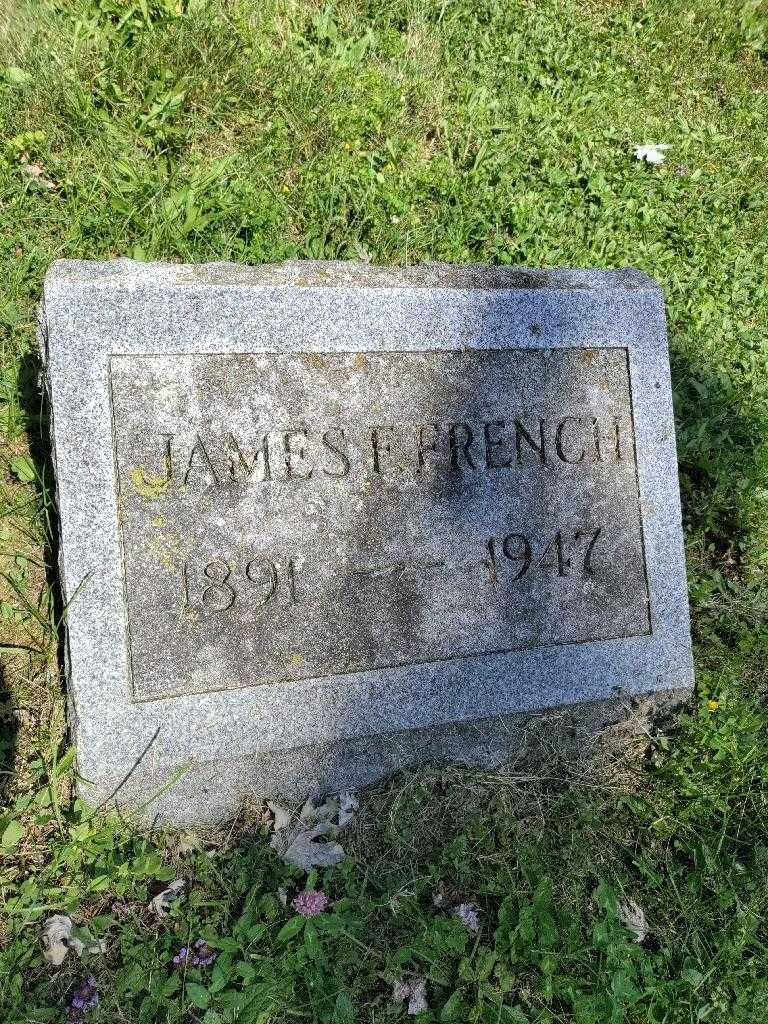 JAMES F. FRENCH
1891 — 1947